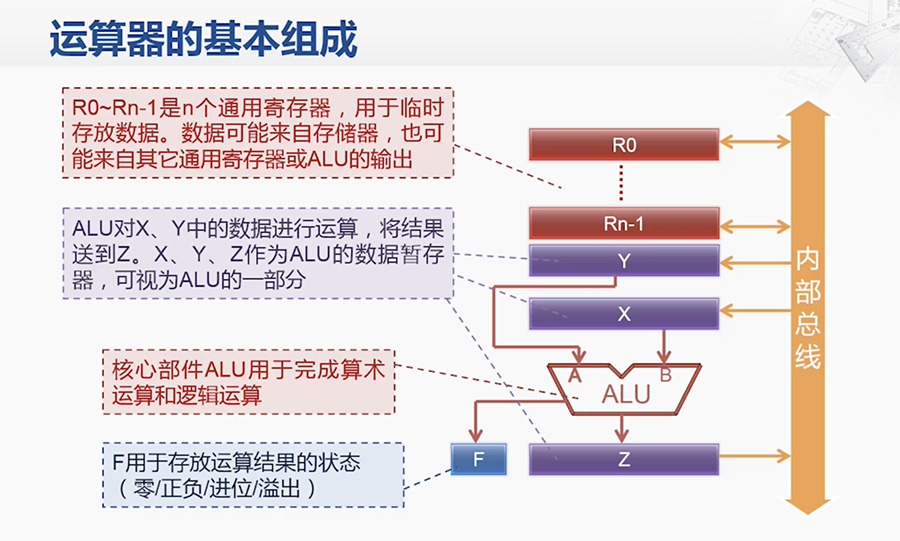 运算器的基本组成
R0~Rn-1是n个通用寄存器，用于临时
存放数据。数据可能来自存储器，也可
能来自其它通用寄存器或ALU的输出
ALU对X、Y中的数据进行运算，将结果
送到Z。X、Y、Z作为ALU的数据暂存
器，可视为ALU的一部分
核心部件ALU用于完成算术
运算和逻辑运算
F用于存放运算结果的状态
（零/正负/进位/溢出）
R0
Rn-1
Y
X
A
B
ALU
F
Z
内部总线